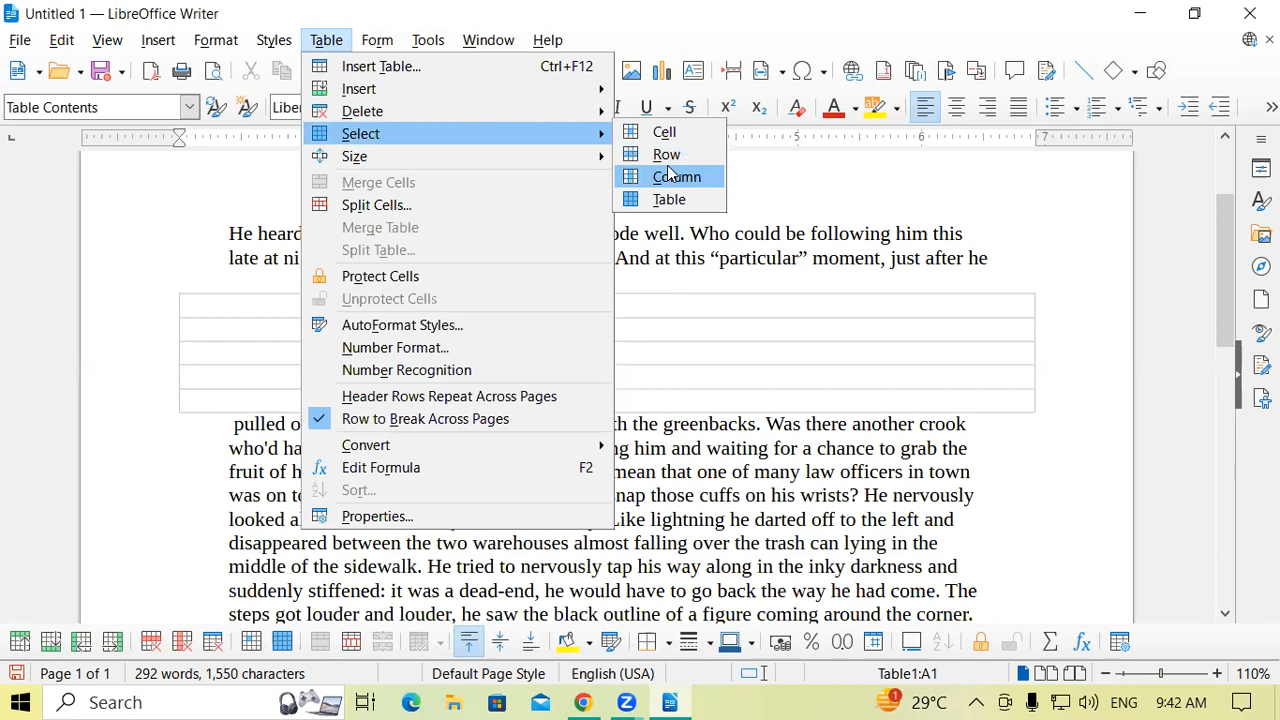 Untitled 1 — LibreOffice Writer
File Edit View Insert Format Styles Table Form Tools Window Help
Table Contents
Insert Table... Ctrl+F12
Insert
Delete
Select
Size
Merge Cells
Split Cells...
Merge Table
Split Table...
Protect Cells
Unprotect Cells
AutoFormat Styles...
Number Format...
Number Recognition
Header Rows Repeat Across Pages
Row to Break Across Pages
Convert
Edit Formula F2
Sort...
Properties...
Cell
Row
Column
Table
5 6 7
He heard ode well. Who could be following him this
late at ni And at this “particular” moment, just after he
pulled o h the greenbacks. Was there another crook
who'd ha ng him and waiting for a chance to grab the
fruit of h mean that one of many law officers in town
was on to nap those cuffs on his wrists? He nervously
looked a Like lightning he darted off to the left and
disappeared between the two warehouses almost falling over the trash can lying in the
middle of the sidewalk. He tried to nervously tap his way along in the inky darkness and
suddenly stiffened: it was a dead-end, he would have to go back the way he had come. The
steps got louder and louder, he saw the black outline of a figure coming around the corner.
Page 1 of 1 292 words, 1,550 characters Default Page Style English (USA) Table1:A1 110%
Search 1 29°C ENG 9:42 AM